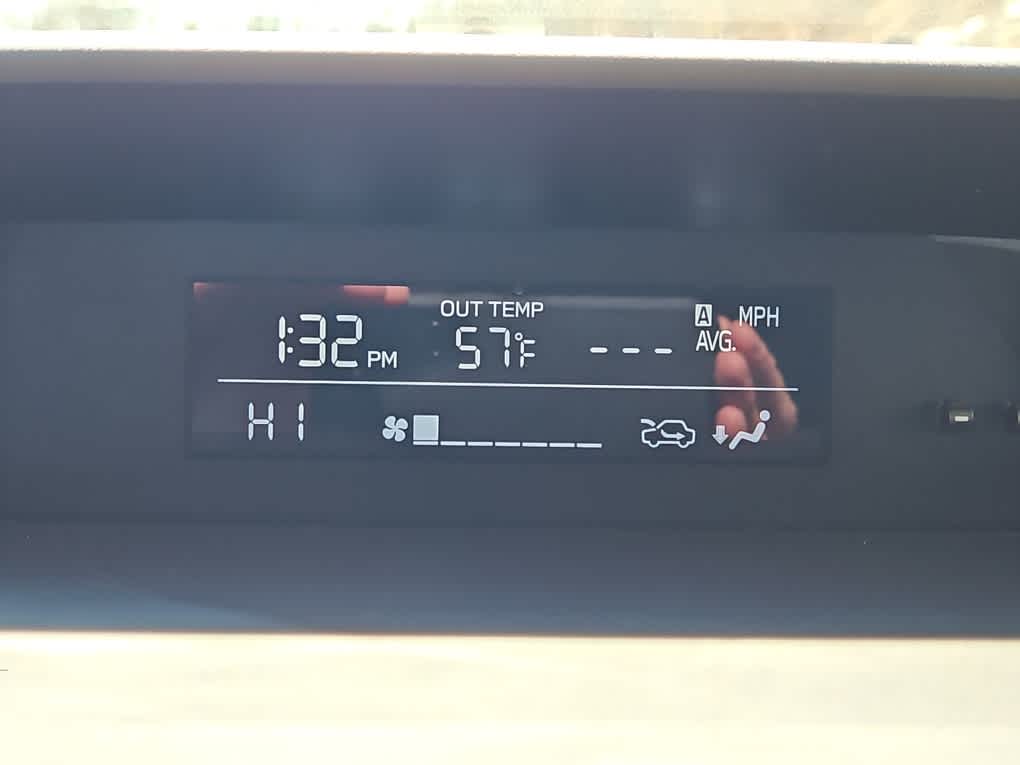 OUT TEMP A MPH
1:32 PM 57°F --- AVG.
HI